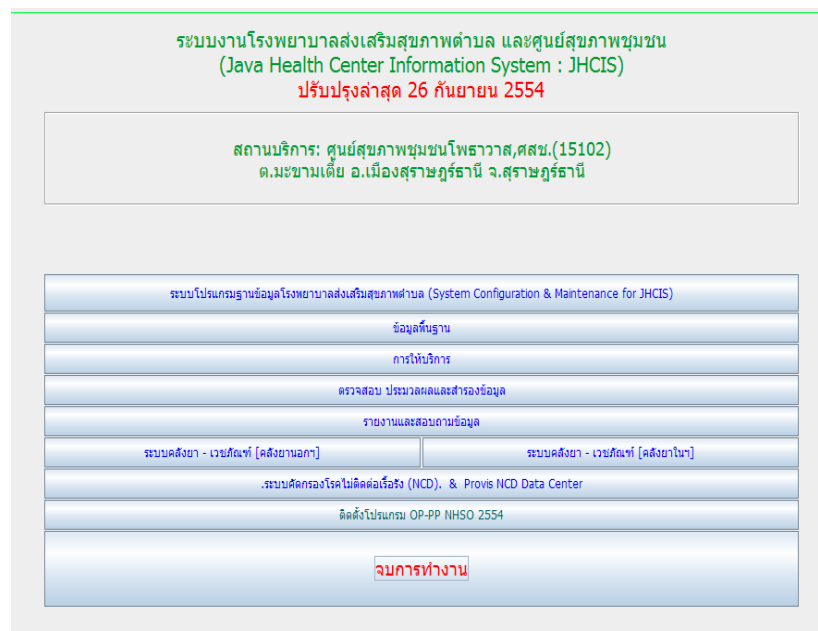 ระบบงานโรงพยาบาลส่งเสริมสุขภาพตำบล และศูนย์สุขภาพชุมชน
(Java Health Center Information System : JHCIS)
ปรับปรุงล่าสุด 26 กันยายน 2554
สถานบริการ: ศูนย์สุขภาพชุมชนโพธาวาส,ศสช.(15102)
ต.มะขามเตี้ย อ.เมืองสุราษฎร์ธานี จ.สุราษฎร์ธานี
ระบบโปรแกรมฐานข้อมูลโรงพยาบาลส่งเสริมสุขภาพตำบล (System Configuration & Maintenance for JHCIS)
ข้อมูลพื้นฐาน
การให้บริการ
ตรวจสอบ ประมวลผลและสำรองข้อมูล
รายงานและสอบถามข้อมูล
ระบบคลังยา - เวชภัณฑ์ [คลังยานอกฯ] ระบบคลังยา - เวชภัณฑ์ [คลังยาในฯ]
.ระบบคัดกรองโรคไม่ติดต่อเรื้อรัง (NCD). & Provis NCD Data Center
ติดตั้งโปรแกรม OP-PP NHSO 2554
จบการทำงาน